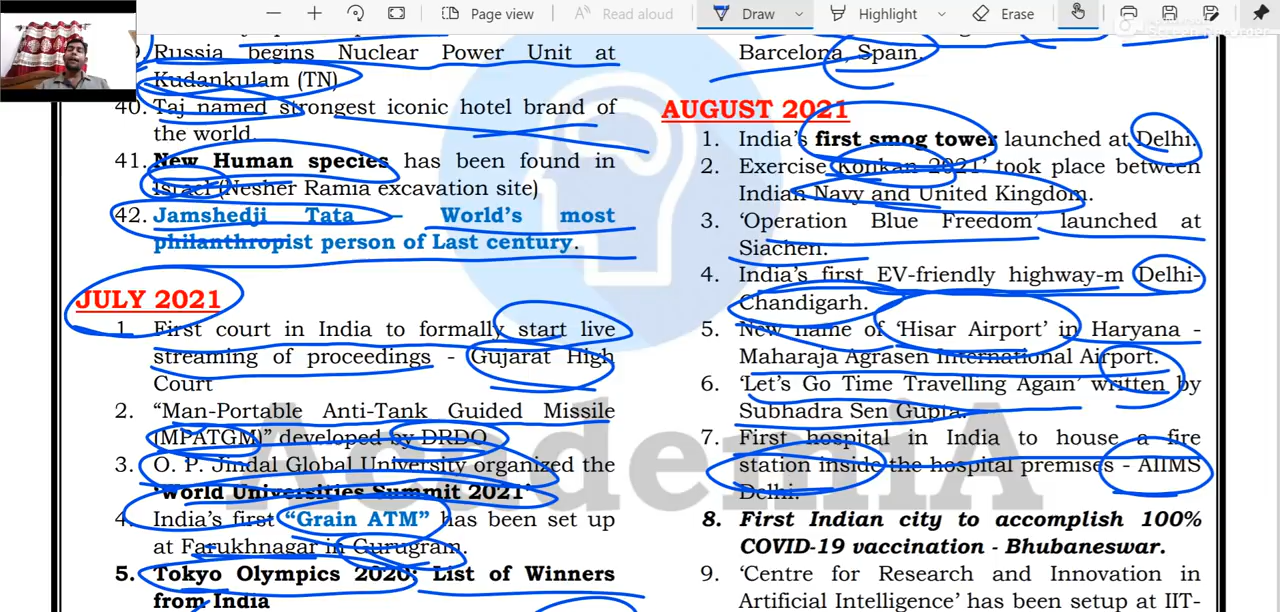 Page view
Read aloud
Draw
Highlight
Erase
Screen Recorder
Russia begins Nuclear Power Unit at
Kudankulam (TN)
40. Taj named strongest iconic hotel brand of
the world.
41. New Human species has been found in
Israel (Nesher Ramia excavation site)
42. Jamshedji Tata – World's most
philanthropist person of Last century.
JULY 2021
1. First court in India to formally start live
streaming of proceedings - Gujarat High
Court
2. "Man-Portable Anti-Tank Guided Missile
(MPATGM)" developed by DRDO
3. O. P. Jindal Global University organized the
'World Universities Summit 2021'
4. India's first "Grain ATM" has been set up
at Farukhnagar in Gurugram.
5. Tokyo Olympics 2020: List of Winners
from India
Barcelona, Spain.
AUGUST 2021
1. India's first smog tower launched at Delhi.
2. Exercise 'Konkan 2021' took place between
Indian Navy and United Kingdom.
3. 'Operation Blue Freedom' launched at
Siachen.
4. India's first EV-friendly highway-m Delhi-
Chandigarh.
5. New name of 'Hisar Airport' in Haryana -
Maharaja Agrasen International Airport.
6. 'Let's Go Time Travelling Again' written by
Subhadra Sen Gupta.
7. First hospital in India to house a fire
station inside the hospital premises - AIIMS
Delhi.
8. First Indian city to accomplish 100%
COVID-19 vaccination - Bhubaneswar.
9. 'Centre for Research and Innovation in
Artificial Intelligence' has been setup at IIT-
AcademiA